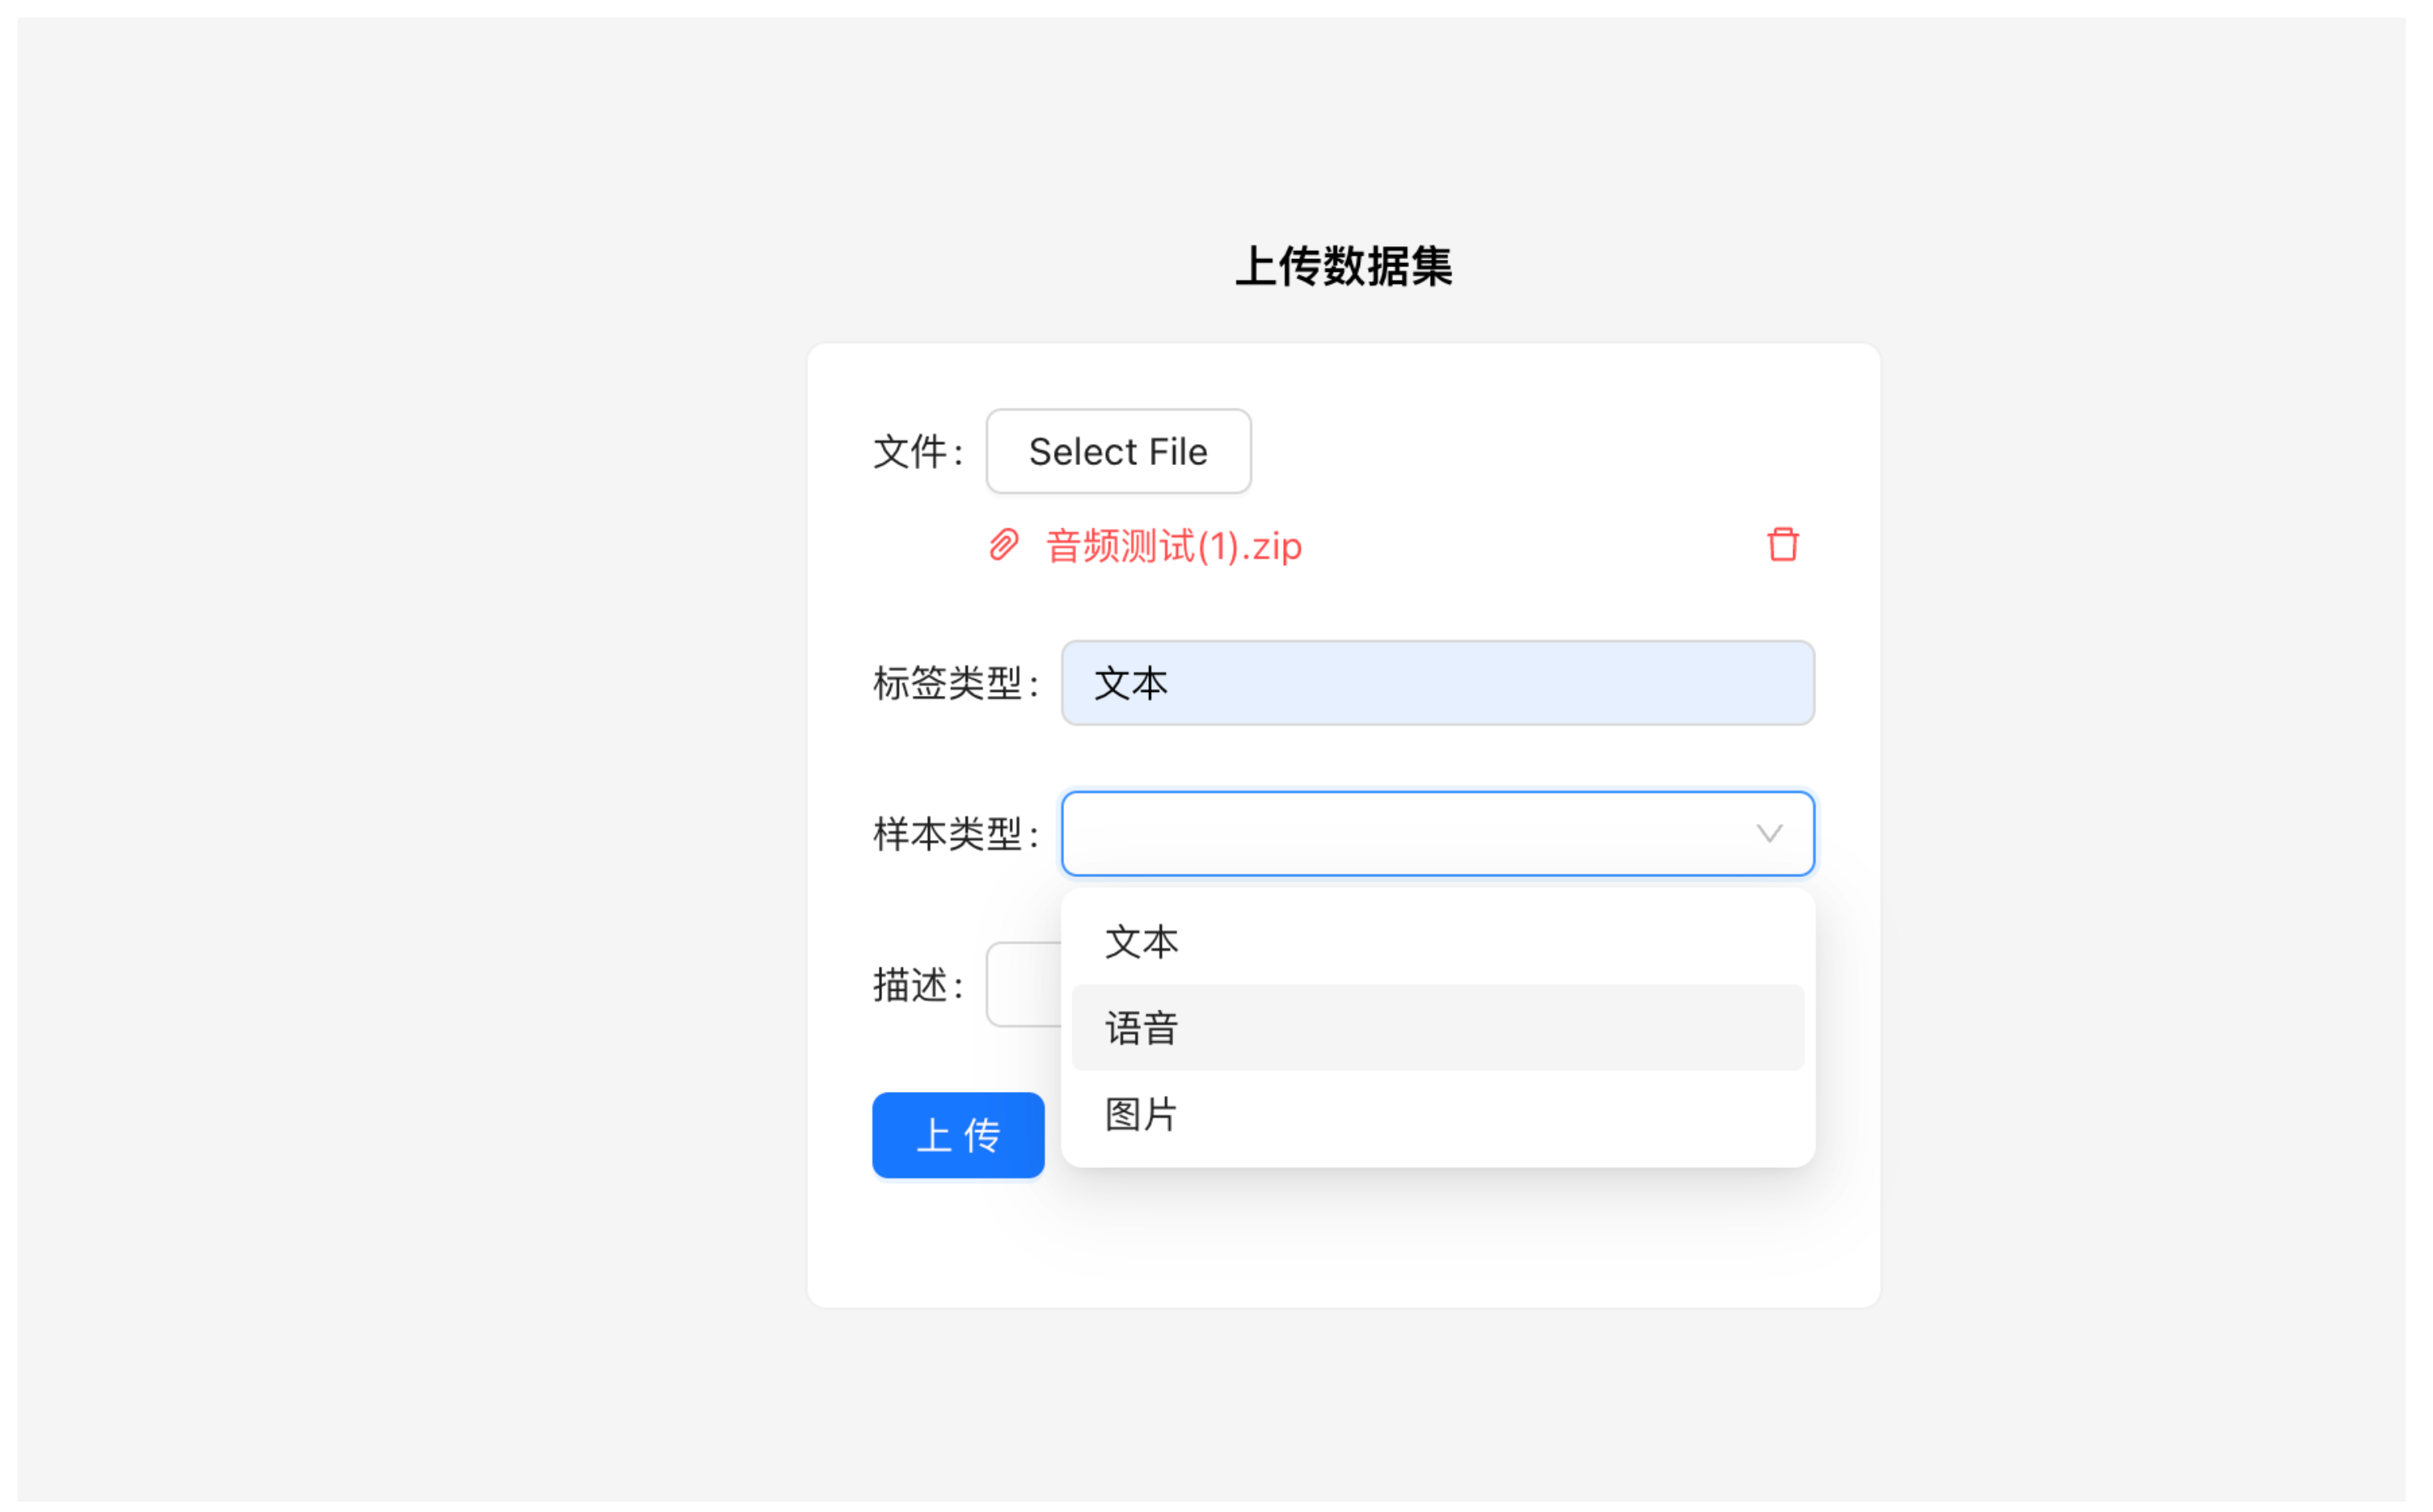 上传数据集
文件: Select File
音频测试(1).zip
标签类型: 文本
样本类型:
文本
描述:
语音
图片
上 传